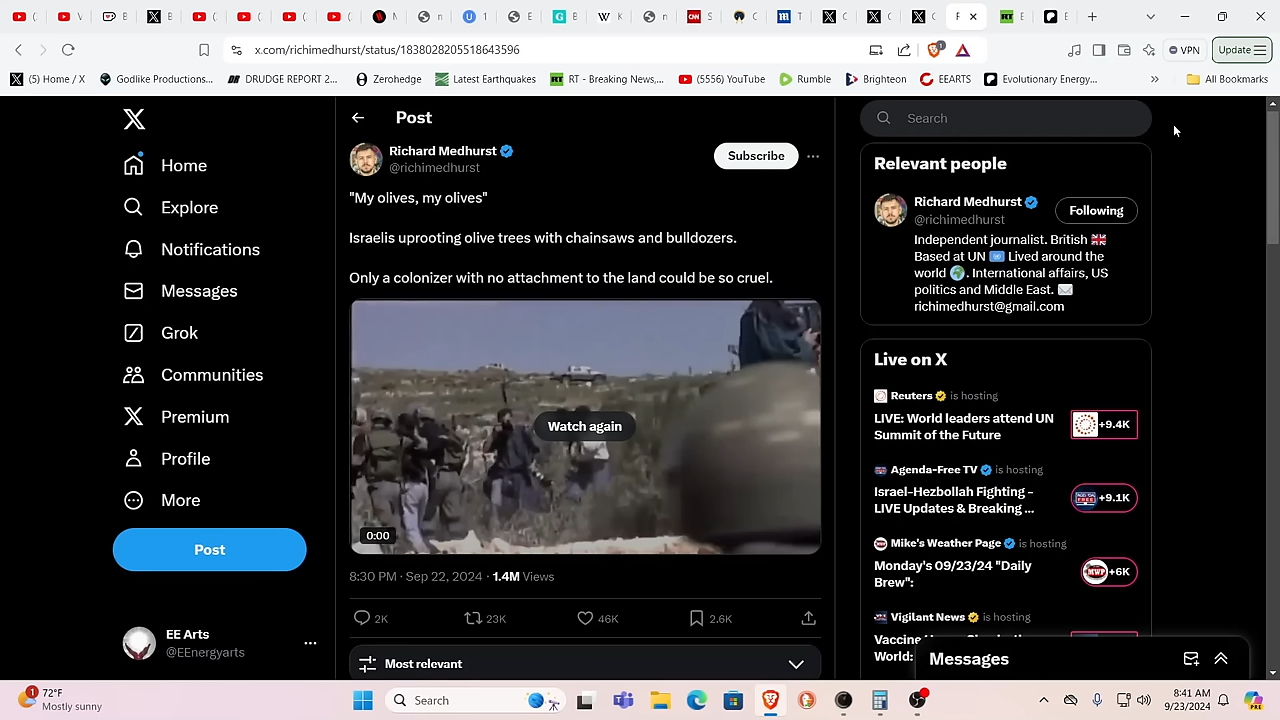 x.com/richimedhurst/status/1838028205518643596
1
VPN
Update
(5) Home / X
Godlike Productions...
DRUDGE REPORT 2...
Zerohedge
Latest Earthquakes
RT - Breaking News,...
(5556) YouTube
Rumble
Brighteon
EEARTS
Evolutionary Energy...
All Bookmarks
Home
Explore
Notifications
Messages
Grok
Communities
Premium
Profile
More
Post
EE Arts
@EEnergyarts
Post
Richard Medhurst
@richimedhurst
Subscribe
"My olives, my olives"
Israelis uprooting olive trees with chainsaws and bulldozers.
Only a colonizer with no attachment to the land could be so cruel.
Watch again
0:00
8:30 PM · Sep 22, 2024 · 1.4M Views
2K
23K
46K
2.6K
Most relevant
Search
Relevant people
Richard Medhurst
@richimedhurst
Following
Independent journalist. British
Based at UN Lived around the
world . International affairs, US
politics and Middle East.
richimedhurst@gmail.com
Live on X
Reuters is hosting
LIVE: World leaders attend UN
Summit of the Future
+9.4K
Agenda-Free TV is hosting
Israel-Hezbollah Fighting -
LIVE Updates & Breaking ...
+9.1K
Mike's Weather Page is hosting
Monday's 09/23/24 "Daily
Brew":
MWP
+6K
Vigilant News is hosting
World:
Messages
1
72°F
Mostly sunny
Search
8:41 AM
9/23/2024